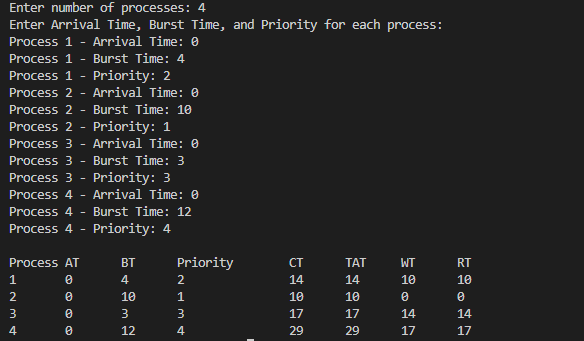 Enter number of processes: 4
Enter Arrival Time, Burst Time, and Priority for each process:
Process 1 - Arrival Time: 0
Process 1 - Burst Time: 4
Process 1 - Priority: 2
Process 2 - Arrival Time: 0
Process 2 - Burst Time: 10
Process 2 - Priority: 1
Process 3 - Arrival Time: 0
Process 3 - Burst Time: 3
Process 3 - Priority: 3
Process 4 - Arrival Time: 0
Process 4 - Burst Time: 12
Process 4 - Priority: 4
Process AT BT Priority CT TAT WT RT
1 0 4 2 14 14 10 10
2 0 10 1 10 10 0 0
3 0 3 3 17 17 14 14
4 0 12 4 29 29 17 17